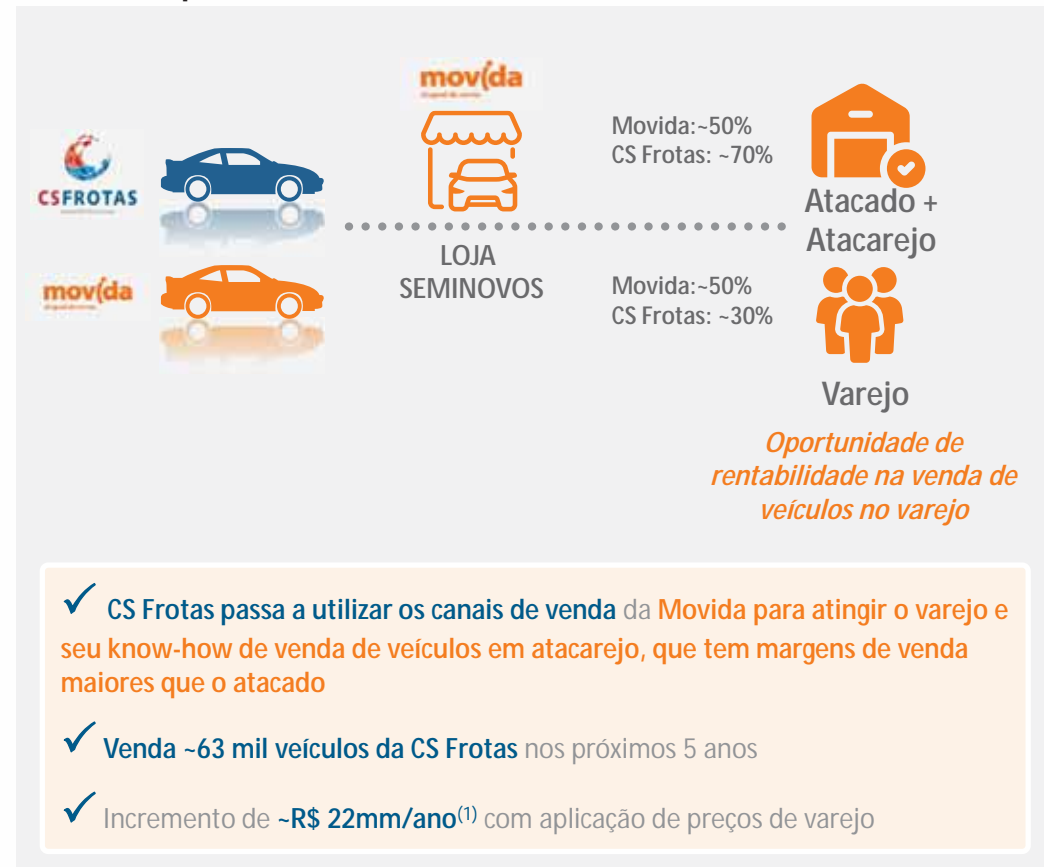 movida
CSFROTAS
movida
LOJA
SEMINOVOS
Movida:~50%
CS Frotas: ~70%
Atacado +
Atacarejo
Movida:~50%
CS Frotas: ~30%
Varejo
Oportunidade de
rentabilidade na venda de
veículos no varejo
✓ CS Frotas passa a utilizar os canais de venda da Movida para atingir o varejo e
seu know-how de venda de veículos em atacarejo, que tem margens de venda
maiores que o atacado
✓ Venda ~63 mil veículos da CS Frotas nos próximos 5 anos
✓ Incremento de ~R$ 22mm/ano(1) com aplicação de preços de varejo